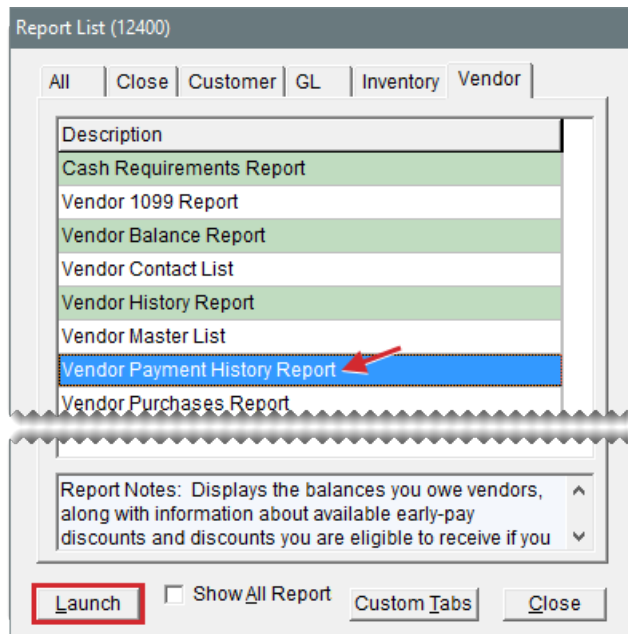 Report List (12400)
All Close Customer GL Inventory Vendor
Description
Cash Requirements Report
Vendor 1099 Report
Vendor Balance Report
Vendor Contact List
Vendor History Report
Vendor Master List
Vendor Payment History Report
Vendor Purchases Report
Report Notes: Displays the balances you owe vendors,
along with information about available early-pay
discounts and discounts you are eligible to receive if you
Launch Show All Report Custom Tabs Close